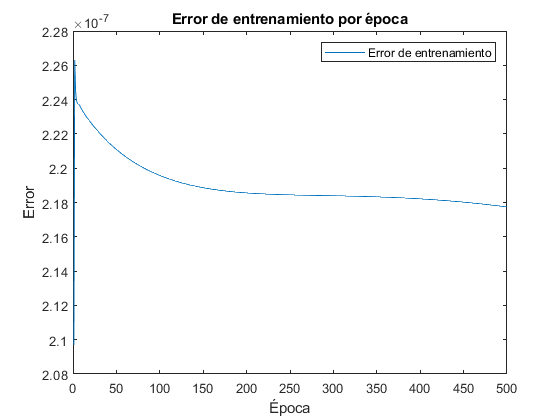 Error de entrenamiento por época
×10⁻⁷
Error de entrenamiento
2.28
2.26
2.24
2.22
2.2
2.18
2.16
2.14
2.12
2.1
2.08
Error
0 50 100 150 200 250 300 350 400 450 500
Época